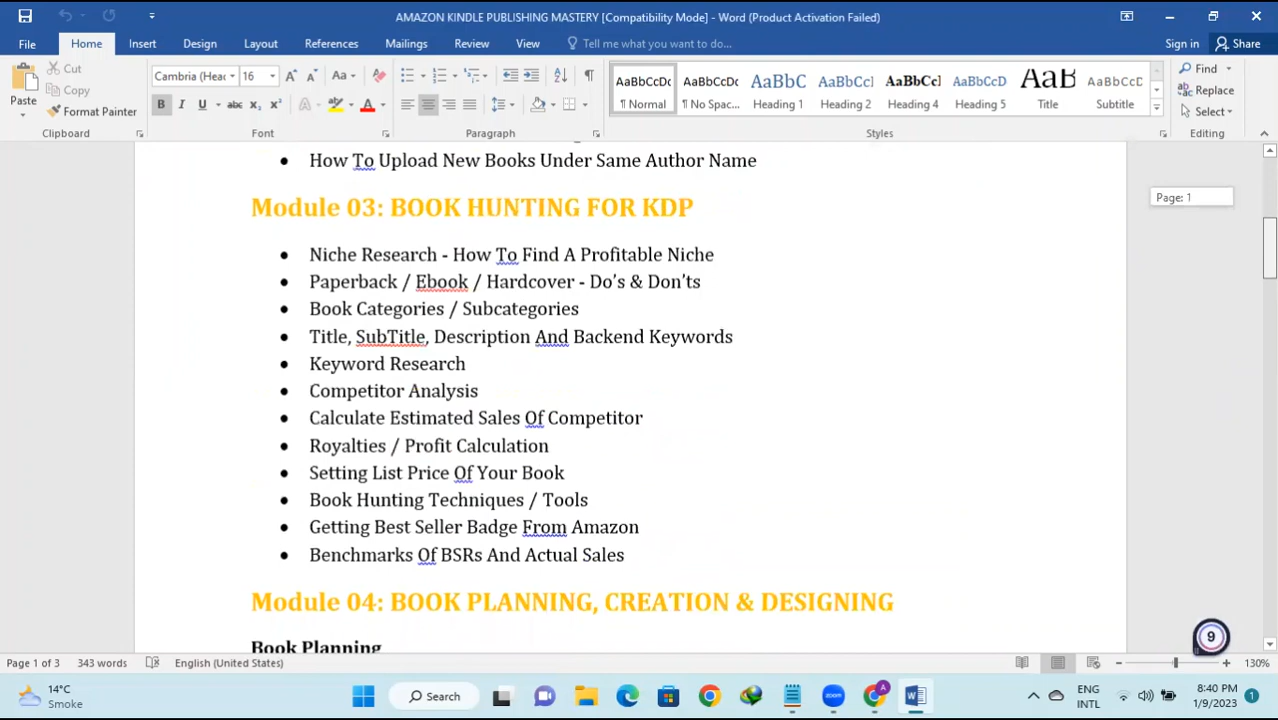 AMAZON KINDLE PUBLISHING MASTERY [Compatibility Mode] - Word (Product Activation Failed)
File Home Insert Design Layout References Mailings Review View Tell me what you want to do... Sign in Share
Paste Cut Copy Format Painter
Cambria (Heac 16
AaBbCcDc AaBbCcDc AaBbC AaBbCcD AaBbCcI AaBbCcD AaB AaBbCcD
¶ Normal ¶ No Spac... Heading 1 Heading 2 Heading 4 Heading 5 Title Subtitle
Find
Replace
Select
Clipboard Font Paragraph Styles Editing
• How To Upload New Books Under Same Author Name
Page: 1
Module 03: BOOK HUNTING FOR KDP
• Niche Research - How To Find A Profitable Niche
• Paperback / Ebook / Hardcover - Do’s & Don’ts
• Book Categories / Subcategories
• Title, SubTitle, Description And Backend Keywords
• Keyword Research
• Competitor Analysis
• Calculate Estimated Sales Of Competitor
• Royalties / Profit Calculation
• Setting List Price Of Your Book
• Book Hunting Techniques / Tools
• Getting Best Seller Badge From Amazon
• Benchmarks Of BSRs And Actual Sales
Module 04: BOOK PLANNING, CREATION & DESIGNING
Book Planning
9
Page 1 of 3 343 words English (United States) 130%
14°C
Smoke
Search
zoom
ENG
INTL
8:40 PM
1/9/2023
1